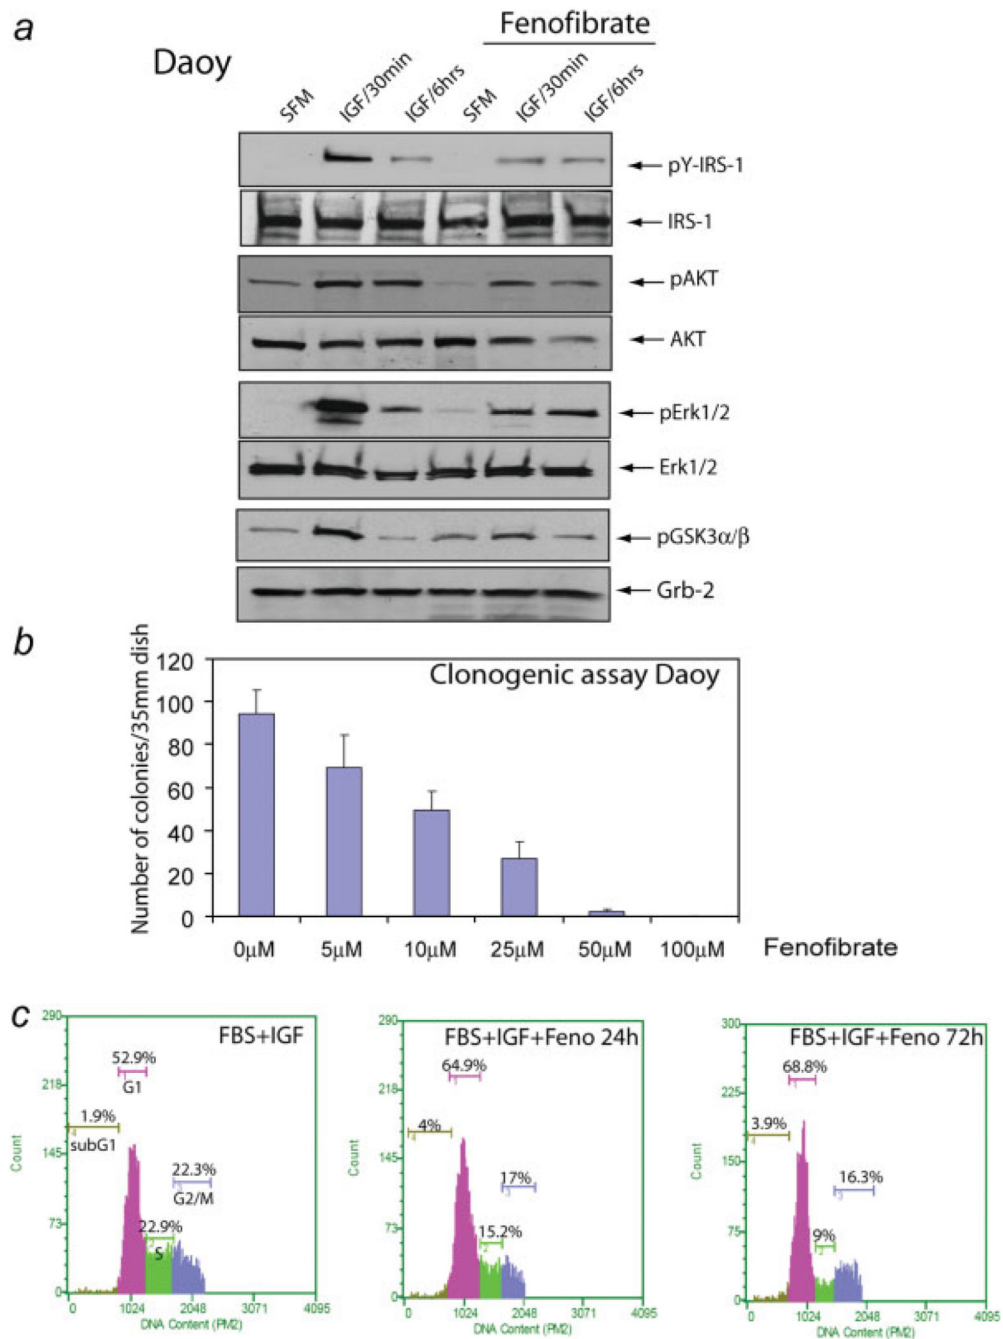 a
Fenofibrate
Daoy
SFM
IGF/30min
IGF/6hrs
SFM
IGF/30min
IGF/6hrs
pY-IRS-1
IRS-1
pAKT
AKT
pErk1/2
Erk1/2
pGSK3α/β
Grb-2
b
Clonogenic assay Daoy
Number of colonies/35mm dish
120
100
80
60
40
20
0
0μM 5μM 10μM 25μM 50μM 100μM Fenofibrate
c
FBS+IGF
290
218
145
73
0
Count
52.9%
G1
1.9%
subG1
22.3%
G2/M
22.9%
S
0 1024 2048 3071 4095
DNA Content (PM2)
FBS+IGF+Feno 24h
290
218
145
73
0
Count
64.9%
4%
17%
15.2%
0 1024 2048 3071 4095
DNA Content (PM2)
FBS+IGF+Feno 72h
300
225
150
75
0
Count
68.8%
3.9%
16.3%
9%
0 1024 2048 3071 4095
DNA Content (PM2)